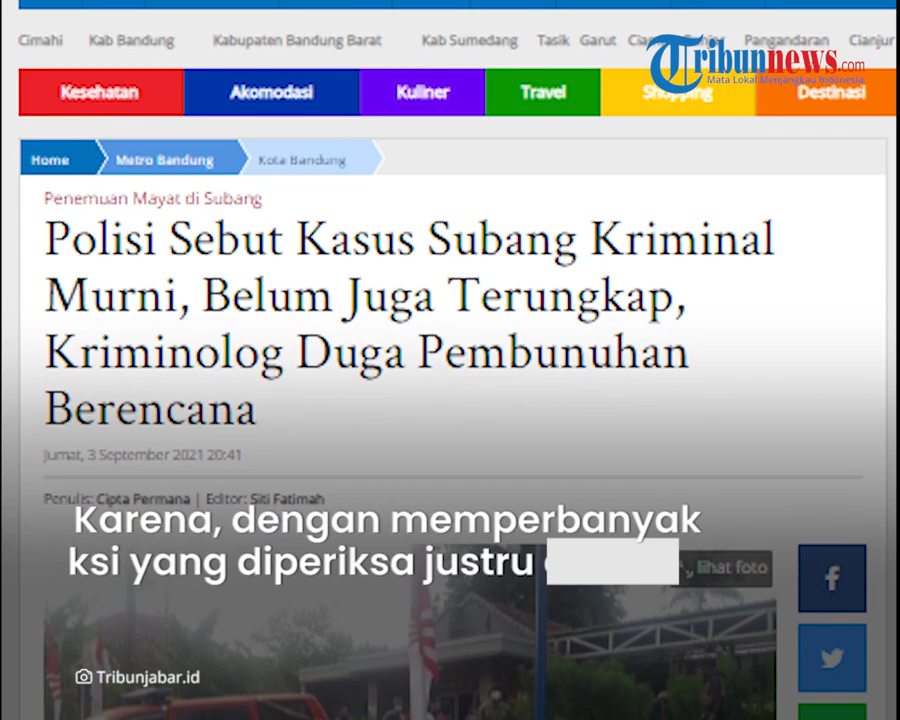 Cimahi Kab Bandung Kabupaten Bandung Barat Kab Sumedang Tasik Garut Pangandaran Cianjur
Tribunnews.com
Mata Lokal Menjangkau Indonesia
Kesehatan Akomodasi Kuliner Travel Shopping Destinasi
Home Metro Bandung Kota Bandung
Penemuan Mayat di Subang
Polisi Sebut Kasus Subang Kriminal
Murni, Belum Juga Terungkap,
Kriminolog Duga Pembunuhan
Berencana
Jumat, 3 September 2021 20:41
Penulis: Cipta Permana | Editor: Siti Fatimah
Karena, dengan memperbanyak
ksi yang diperiksa justru
lihat foto
Tribunjabar.id